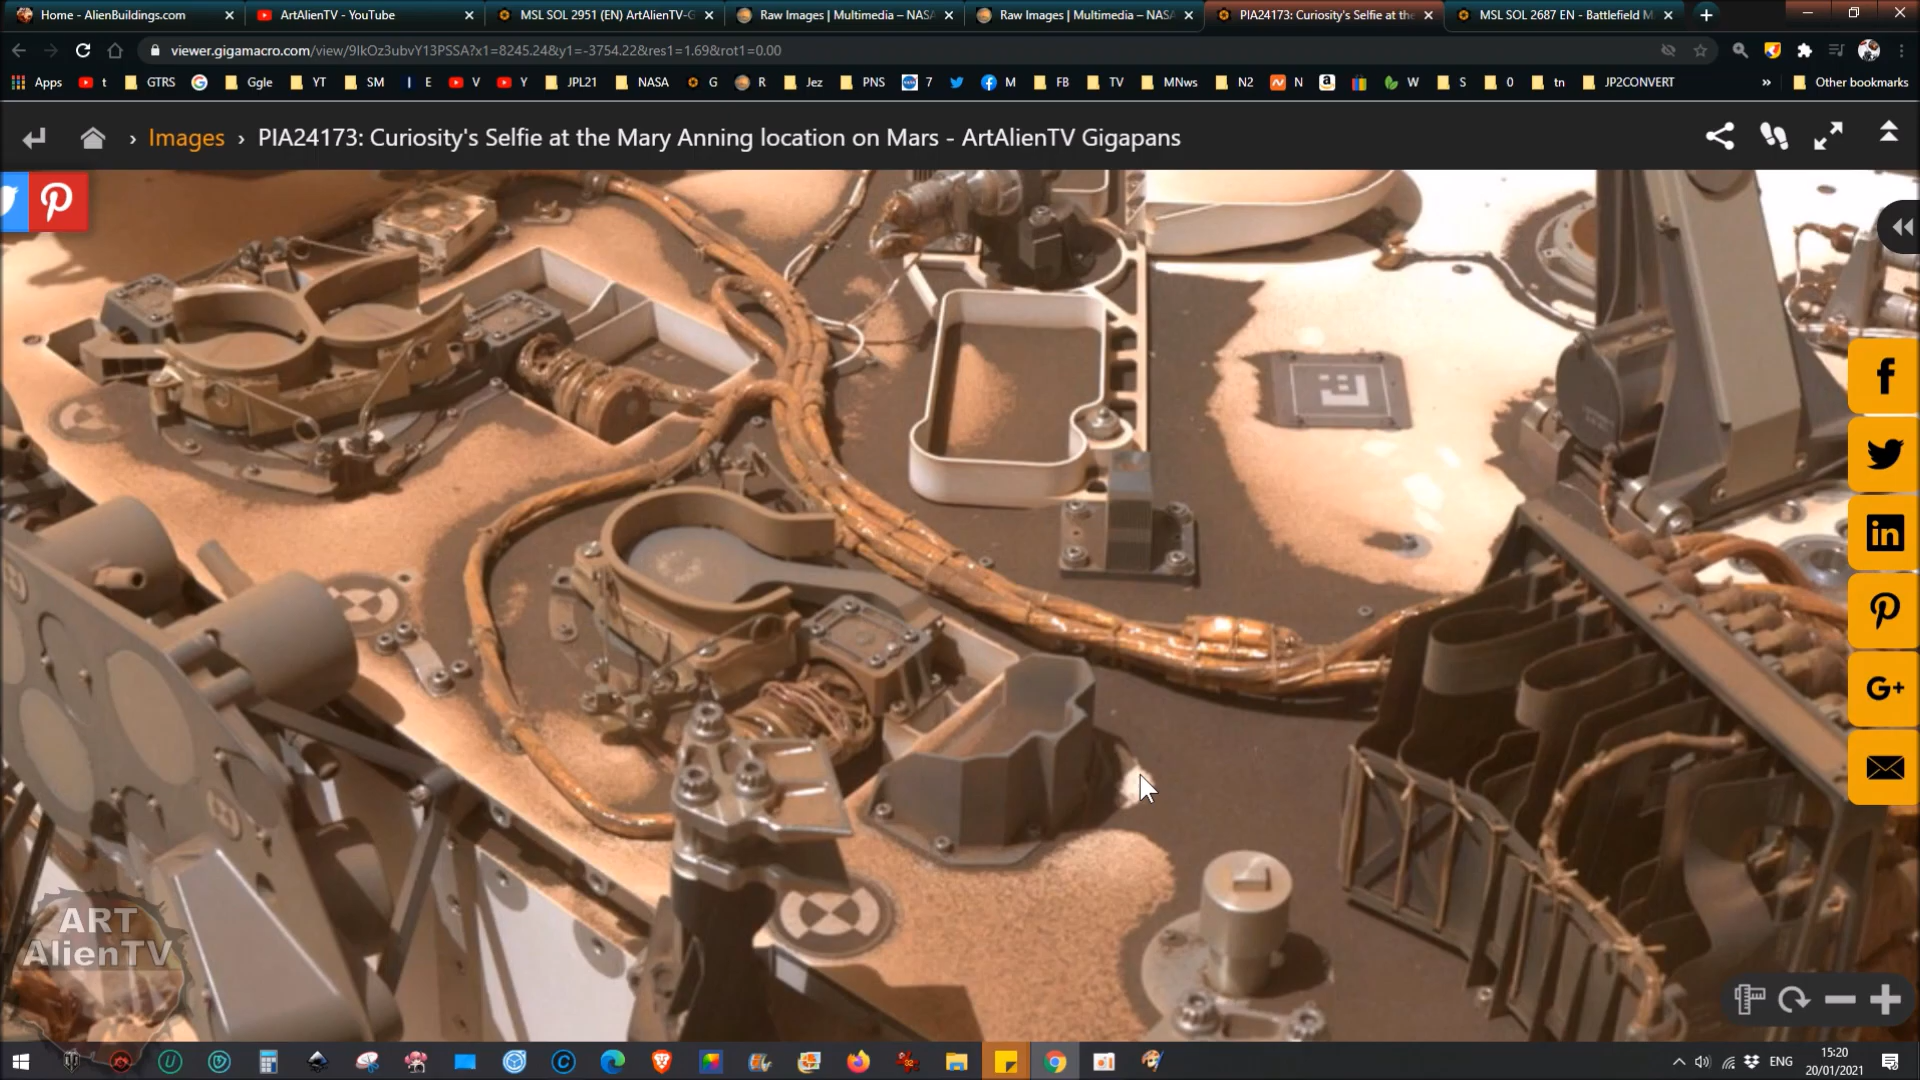 Home - AlienBuildings.com
ArtAlienTV - YouTube
MSL SOL 2951 (EN) ArtAlienTV-G
Raw Images | Multimedia – NASA
Raw Images | Multimedia – NASA
PIA24173: Curiosity's Selfie at the
MSL SOL 2687 EN - Battlefield M
viewer.gigamacro.com/view/9IkOz3ubvY13PSSA?x1=8245.24&y1=-3754.22&res1=1.69&rot1=0.00
Apps t GTRS Ggle YT SM E V Y JPL21 NASA G R Jez PNS 7 M FB TV MNws N2 N W S 0 tn JP2CONVERT » Other bookmarks
› Images › PIA24173: Curiosity's Selfie at the Mary Anning location on Mars - ArtAlienTV Gigapans
ART
AlienTV
ENG
15:20
20/01/2021